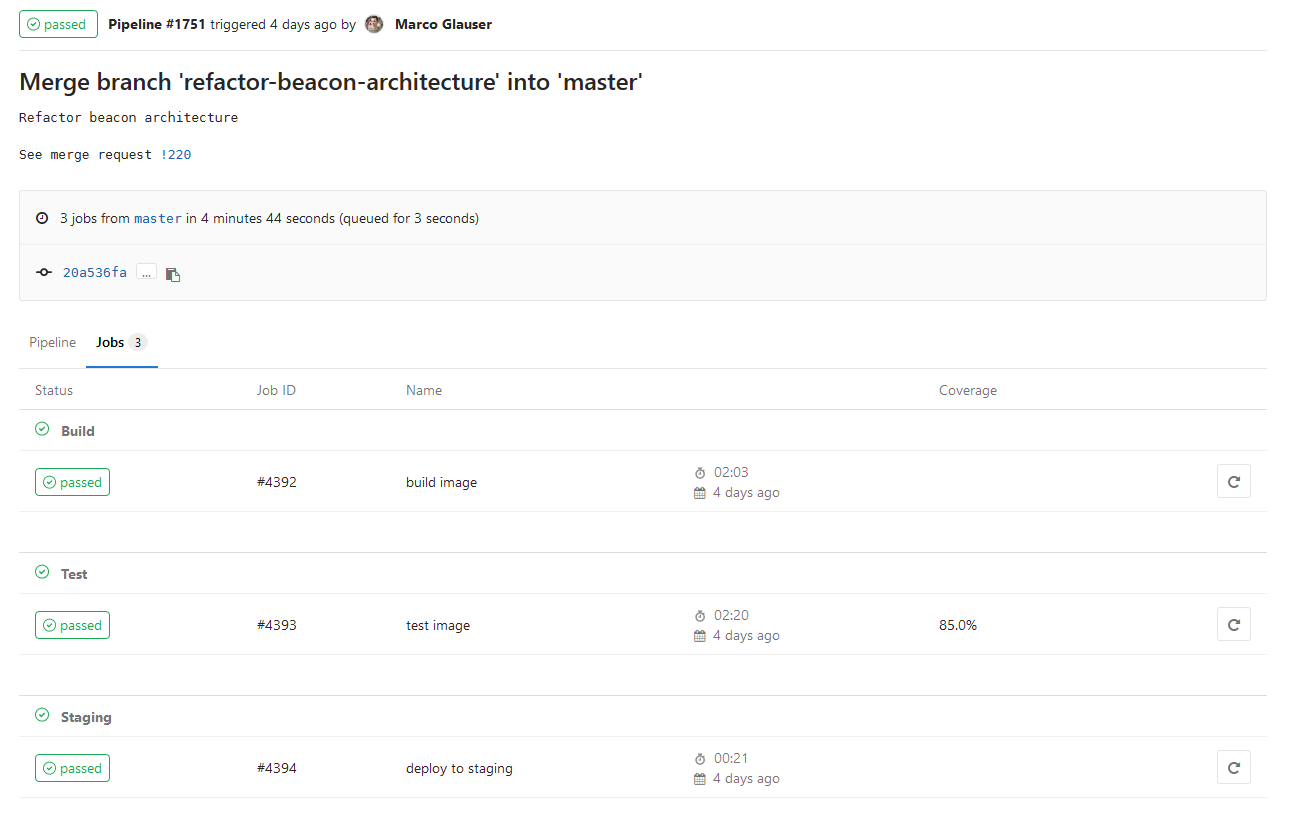 passed Pipeline #1751 triggered 4 days ago by Marco Glauser
Merge branch 'refactor-beacon-architecture' into 'master'
Refactor beacon architecture
See merge request !220
3 jobs from master in 4 minutes 44 seconds (queued for 3 seconds)
20a536fa ...
Pipeline Jobs 3
Status Job ID Name Coverage
Build
passed #4392 build image 02:03
4 days ago
Test
passed #4393 test image 02:20 85.0%
4 days ago
Staging
passed #4394 deploy to staging 00:21
4 days ago